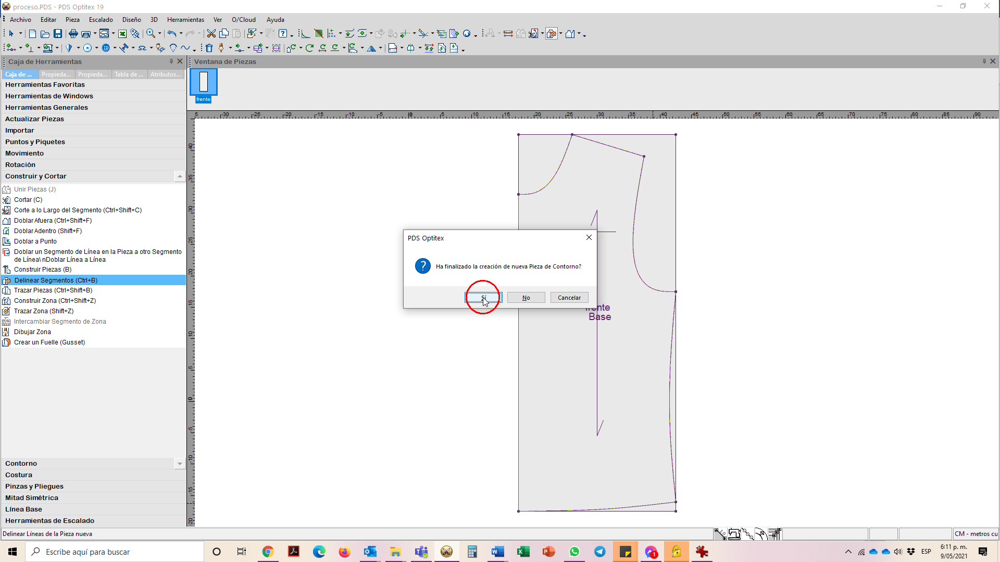 proceso.PDS - PDS Optitex 19
Archivo Editar Pieza Escalado Diseño 3D Herramientas Ver O/Cloud Ayuda
Caja de Herramientas
Ventana de Piezas
Caja de ... Propieda... Propieda... Tabla de ... Atributos...
frente
Herramientas Favoritas
Herramientas de Windows
Herramientas Generales
Actualizar Piezas
Importar
Puntos y Piquetes
Movimiento
Rotación
Construir y Cortar
Unir Piezas (J)
Cortar (C)
Corte a lo Largo del Segmento (Ctrl+Shift+C)
Doblar Afuera (Ctrl+Shift+F)
Doblar Adentro (Shift+F)
Doblar a Punto
Doblar un Segmento de Línea en la Pieza a otro Segmento
de Línea\ nDoblar Línea a Línea
Construir Piezas (B)
Delinear Segmentos (Ctrl+B)
Trazar Piezas (Ctrl+Shift+B)
Construir Zona (Ctrl+Shift+Z)
Trazar Zona (Shift+Z)
Intercambiar Segmento de Zona
Dibujar Zona
Crear un Fuelle (Gusset)
Contorno
Costura
Pinzas y Pliegues
Mitad Simétrica
Línea Base
Herramientas de Escalado
5 -30 -25 -20 -15 -10 -5 0 5 10 15 20 25 30 35 40 45 50 55 60 65 70 75 80 85 90
40
35
30
25
20
15
10
5
0
-5
-10
-15
-20
PDS Optitex
Ha finalizado la creación de nueva Pieza de Contorno?
Sí No Cancelar
frente
Base
Delinear Líneas de la Pieza nueva
CM - metros cu
Escribe aquí para buscar
1
ESP
6:11 p. m.
9/05/2021